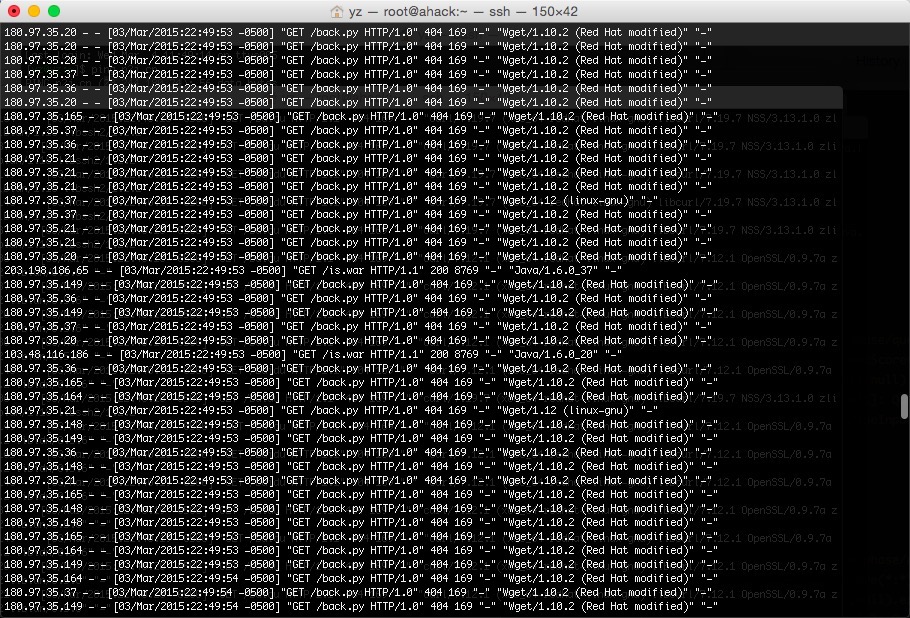 yz — root@ahack:~ — ssh — 150×42
180.97.35.20 - - [03/Mar/2015:22:49:53 -0500] "GET /back.py HTTP/1.0" 404 169 "-" "Wget/1.10.2 (Red Hat modified)" "-"
180.97.35.37 - - [03/Mar/2015:22:49:53 -0500] "GET /back.py HTTP/1.0" 404 169 "-" "Wget/1.10.2 (Red Hat modified)" "-"
180.97.35.20 - - [03/Mar/2015:22:49:53 -0500] "GET /back.py HTTP/1.0" 404 169 "-" "Wget/1.10.2 (Red Hat modified)" "-"
180.97.35.37 - - [03/Mar/2015:22:49:53 -0500] "GET /back.py HTTP/1.0" 404 169 "-" "Wget/1.10.2 (Red Hat modified)" "-"
180.97.35.36 - - [03/Mar/2015:22:49:53 -0500] "GET /back.py HTTP/1.0" 404 169 "-" "Wget/1.10.2 (Red Hat modified)" "-"
180.97.35.20 - - [03/Mar/2015:22:49:53 -0500] "GET /back.py HTTP/1.0" 404 169 "-" "Wget/1.10.2 (Red Hat modified)" "-"
180.97.35.165 - - [03/Mar/2015:22:49:53 -0500] "GET /back.py HTTP/1.0" 404 169 "-" "Wget/1.10.2 (Red Hat modified)" "-"
180.97.35.37 - - [03/Mar/2015:22:49:53 -0500] "GET /back.py HTTP/1.0" 404 169 "-" "Wget/1.10.2 (Red Hat modified)" "-"
180.97.35.36 - - [03/Mar/2015:22:49:53 -0500] "GET /back.py HTTP/1.0" 404 169 "-" "Wget/1.10.2 (Red Hat modified)" "-"
180.97.35.21 - - [03/Mar/2015:22:49:53 -0500] "GET /back.py HTTP/1.0" 404 169 "-" "Wget/1.10.2 (Red Hat modified)" "-"
180.97.35.21 - - [03/Mar/2015:22:49:53 -0500] "GET /back.py HTTP/1.0" 404 169 "-" "Wget/1.10.2 (Red Hat modified)" "-"
180.97.35.21 - - [03/Mar/2015:22:49:53 -0500] "GET /back.py HTTP/1.0" 404 169 "-" "Wget/1.10.2 (Red Hat modified)" "-"
180.97.35.37 - - [03/Mar/2015:22:49:53 -0500] "GET /back.py HTTP/1.0" 404 169 "-" "Wget/1.12 (linux-gnu)" "-"
180.97.35.37 - - [03/Mar/2015:22:49:53 -0500] "GET /back.py HTTP/1.0" 404 169 "-" "Wget/1.10.2 (Red Hat modified)" "-"
180.97.35.21 - - [03/Mar/2015:22:49:53 -0500] "GET /back.py HTTP/1.0" 404 169 "-" "Wget/1.10.2 (Red Hat modified)" "-"
180.97.35.21 - - [03/Mar/2015:22:49:53 -0500] "GET /back.py HTTP/1.0" 404 169 "-" "Wget/1.10.2 (Red Hat modified)" "-"
180.97.35.20 - - [03/Mar/2015:22:49:53 -0500] "GET /back.py HTTP/1.0" 404 169 "-" "Wget/1.10.2 (Red Hat modified)" "-"
203.198.186.65 - - [03/Mar/2015:22:49:53 -0500] "GET /is.war HTTP/1.1" 200 8769 "-" "Java/1.6.0_37" "-"
180.97.35.149 - - [03/Mar/2015:22:49:53 -0500] "GET /back.py HTTP/1.0" 404 169 "-" "Wget/1.10.2 (Red Hat modified)" "-"
180.97.35.36 - - [03/Mar/2015:22:49:53 -0500] "GET /back.py HTTP/1.0" 404 169 "-" "Wget/1.10.2 (Red Hat modified)" "-"
180.97.35.149 - - [03/Mar/2015:22:49:53 -0500] "GET /back.py HTTP/1.0" 404 169 "-" "Wget/1.10.2 (Red Hat modified)" "-"
180.97.35.37 - - [03/Mar/2015:22:49:53 -0500] "GET /back.py HTTP/1.0" 404 169 "-" "Wget/1.10.2 (Red Hat modified)" "-"
180.97.35.20 - - [03/Mar/2015:22:49:53 -0500] "GET /back.py HTTP/1.0" 404 169 "-" "Wget/1.10.2 (Red Hat modified)" "-"
103.48.116.186 - - [03/Mar/2015:22:49:53 -0500] "GET /is.war HTTP/1.1" 200 8769 "-" "Java/1.6.0_20" "-"
180.97.35.36 - - [03/Mar/2015:22:49:53 -0500] "GET /back.py HTTP/1.0" 404 169 "-" "Wget/1.10.2 (Red Hat modified)" "-"
180.97.35.165 - - [03/Mar/2015:22:49:53 -0500] "GET /back.py HTTP/1.0" 404 169 "-" "Wget/1.10.2 (Red Hat modified)" "-"
180.97.35.164 - - [03/Mar/2015:22:49:53 -0500] "GET /back.py HTTP/1.0" 404 169 "-" "Wget/1.10.2 (Red Hat modified)" "-"
180.97.35.21 - - [03/Mar/2015:22:49:53 -0500] "GET /back.py HTTP/1.0" 404 169 "-" "Wget/1.12 (linux-gnu)" "-"
180.97.35.148 - - [03/Mar/2015:22:49:53 -0500] "GET /back.py HTTP/1.0" 404 169 "-" "Wget/1.10.2 (Red Hat modified)" "-"
180.97.35.149 - - [03/Mar/2015:22:49:53 -0500] "GET /back.py HTTP/1.0" 404 169 "-" "Wget/1.10.2 (Red Hat modified)" "-"
180.97.35.36 - - [03/Mar/2015:22:49:53 -0500] "GET /back.py HTTP/1.0" 404 169 "-" "Wget/1.10.2 (Red Hat modified)" "-"
180.97.35.148 - - [03/Mar/2015:22:49:53 -0500] "GET /back.py HTTP/1.0" 404 169 "-" "Wget/1.10.2 (Red Hat modified)" "-"
180.97.35.21 - - [03/Mar/2015:22:49:53 -0500] "GET /back.py HTTP/1.0" 404 169 "-" "Wget/1.10.2 (Red Hat modified)" "-"
180.97.35.165 - - [03/Mar/2015:22:49:53 -0500] "GET /back.py HTTP/1.0" 404 169 "-" "Wget/1.10.2 (Red Hat modified)" "-"
180.97.35.148 - - [03/Mar/2015:22:49:53 -0500] "GET /back.py HTTP/1.0" 404 169 "-" "Wget/1.10.2 (Red Hat modified)" "-"
180.97.35.148 - - [03/Mar/2015:22:49:53 -0500] "GET /back.py HTTP/1.0" 404 169 "-" "Wget/1.10.2 (Red Hat modified)" "-"
180.97.35.165 - - [03/Mar/2015:22:49:53 -0500] "GET /back.py HTTP/1.0" 404 169 "-" "Wget/1.10.2 (Red Hat modified)" "-"
180.97.35.164 - - [03/Mar/2015:22:49:53 -0500] "GET /back.py HTTP/1.0" 404 169 "-" "Wget/1.10.2 (Red Hat modified)" "-"
180.97.35.149 - - [03/Mar/2015:22:49:53 -0500] "GET /back.py HTTP/1.0" 404 169 "-" "Wget/1.10.2 (Red Hat modified)" "-"
180.97.35.164 - - [03/Mar/2015:22:49:54 -0500] "GET /back.py HTTP/1.0" 404 169 "-" "Wget/1.10.2 (Red Hat modified)" "-"
180.97.35.37 - - [03/Mar/2015:22:49:54 -0500] "GET /back.py HTTP/1.0" 404 169 "-" "Wget/1.10.2 (Red Hat modified)" "-"
180.97.35.149 - - [03/Mar/2015:22:49:54 -0500] "GET /back.py HTTP/1.0" 404 169 "-" "Wget/1.10.2 (Red Hat modified)" "-"